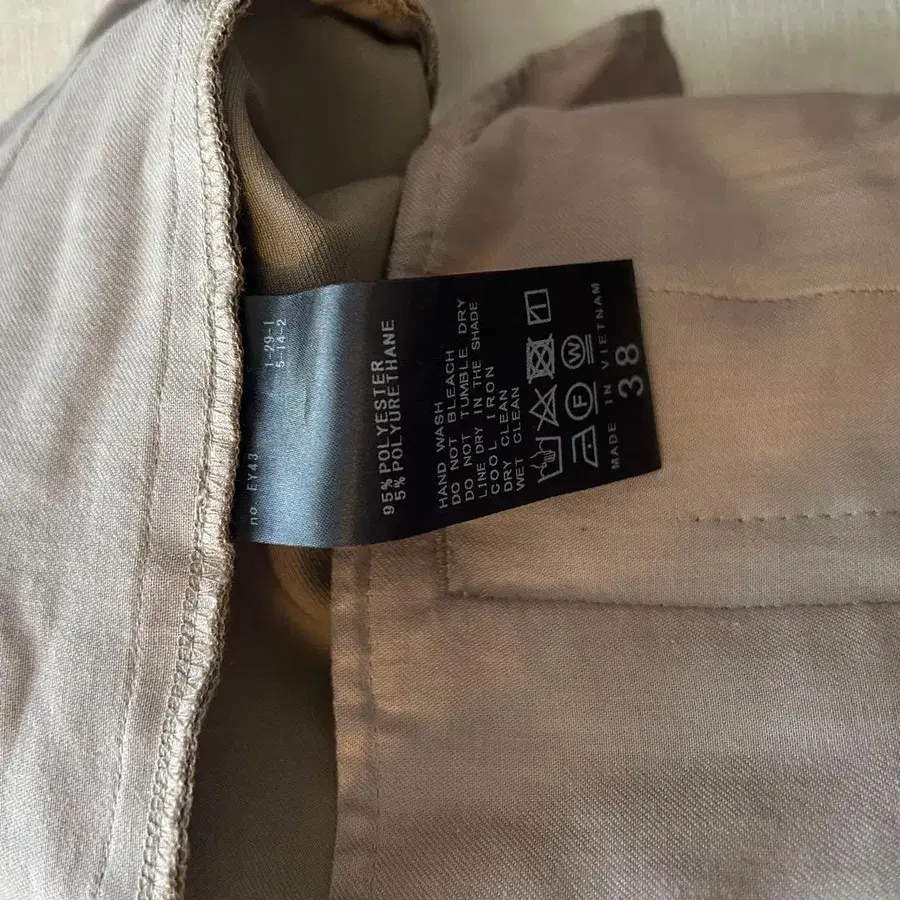 no. EY43
1-29-1
5-14-2
95% POLYESTER
5% POLYURETHANE
HAND WASH
DO NOT BLEACH
DO NOT TUMBLE DRY
LINE DRY IN THE SHADE
COOL IRON
DRY CLEAN
WET CLEAN
F W
MADE IN VIETNAM
38